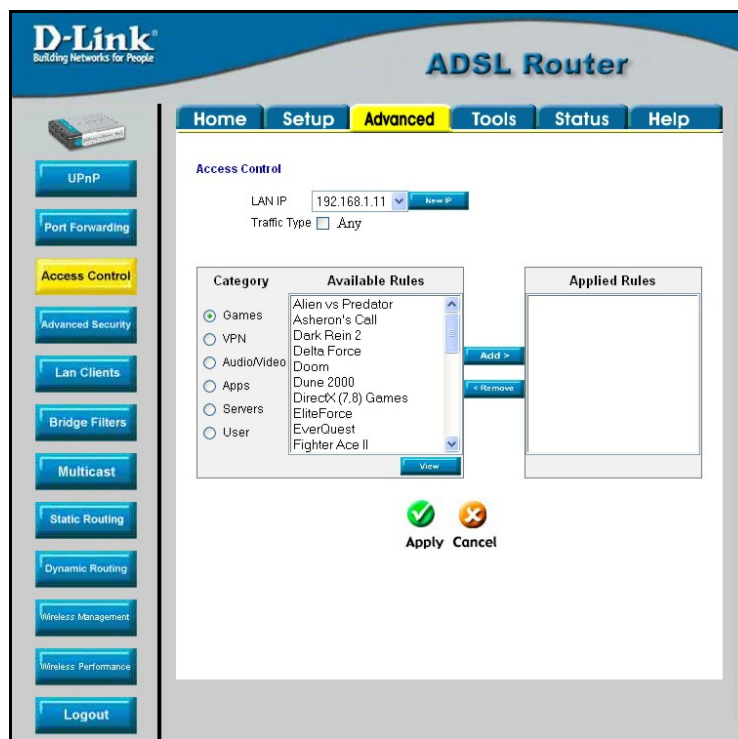 D-Link®
Building Networks for People
ADSL Router
Home Setup Advanced Tools Status Help
UPnP
Port Forwarding
Access Control
Advanced Security
Lan Clients
Bridge Filters
Multicast
Static Routing
Dynamic Routing
Wireless Management
Wireless Performance
Logout
Access Control
LAN IP 192.168.1.11 New IP
Traffic Type Any
Category
Games
VPN
Audio/Video
Apps
Servers
User
Available Rules
Alien vs Predator
Asheron's Call
Dark Rein 2
Delta Force
Doom
Dune 2000
DirectX (7,8) Games
EliteForce
EverQuest
Fighter Ace II
View
Add >
< Remove
Applied Rules
Apply Cancel